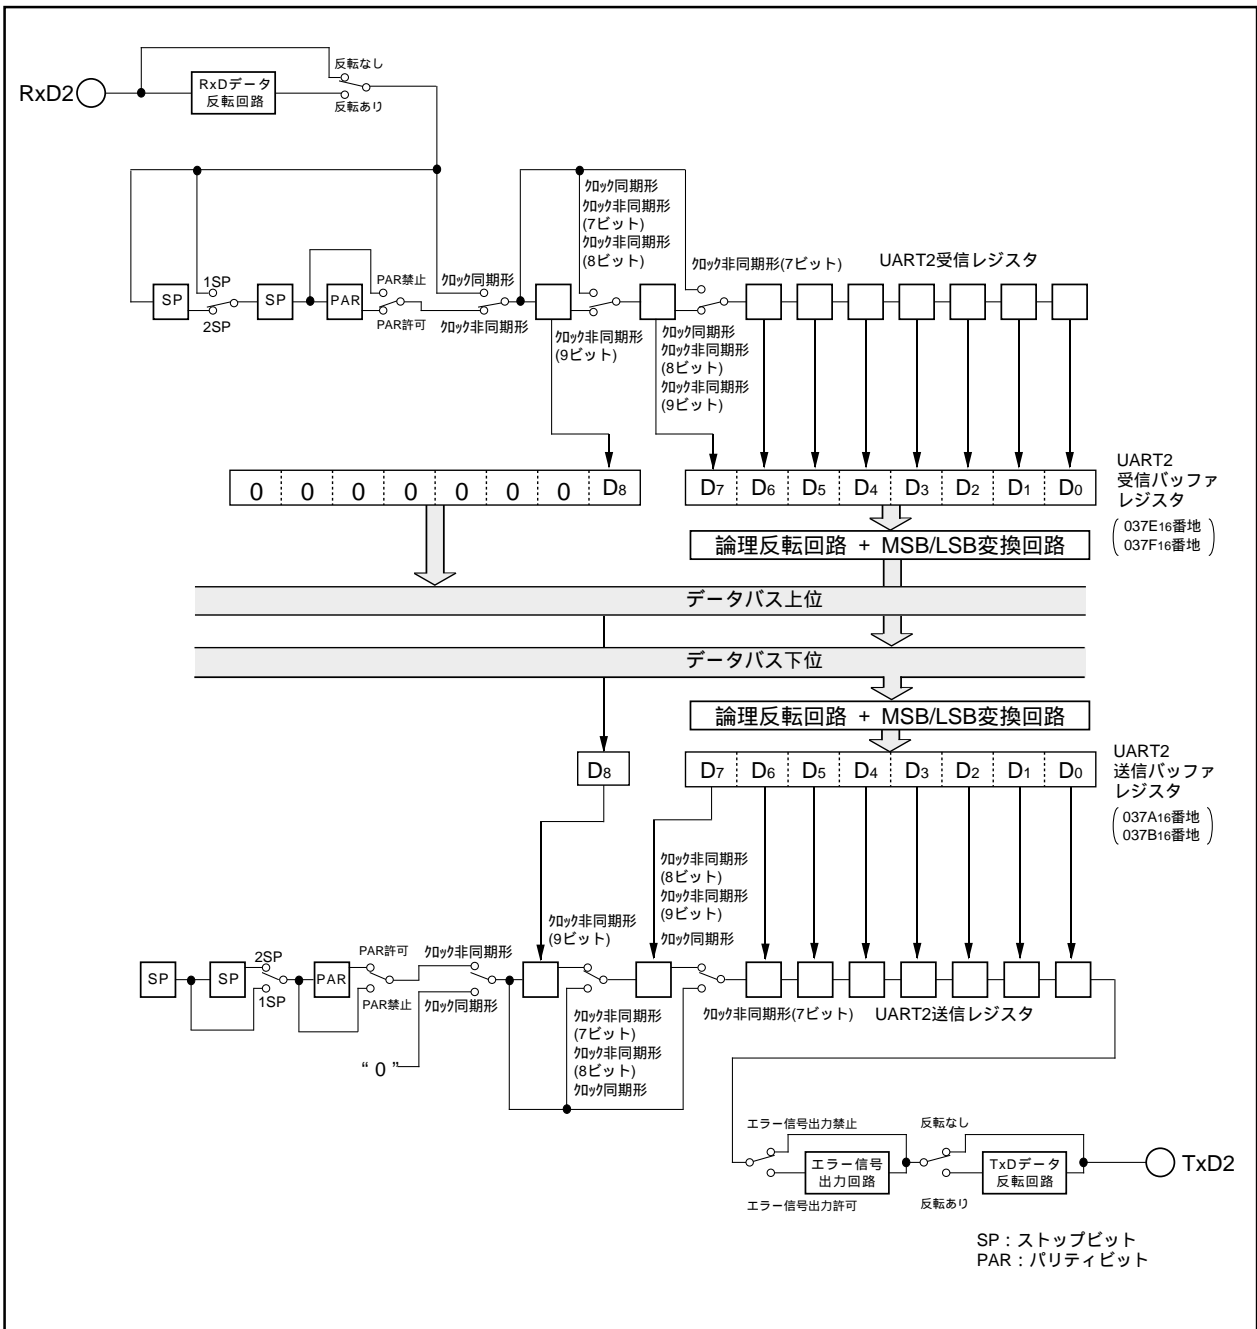 RxD2
RxDデータ
反転回路
反転なし
反転あり
クロック同期形
クロック非同期形
(7ビット)
クロック非同期形
(8ビット)
クロック非同期形(7ビット)
UART2受信レジスタ
SP
1SP
2SP
SP
PAR
PAR禁止
PAR許可
クロック同期形
クロック非同期形
クロック非同期形
(9ビット)
クロック同期形
クロック非同期形
(8ビット)
クロック非同期形
(9ビット)
0 0 0 0 0 0 0 D8
D7 D6 D5 D4 D3 D2 D1 D0
UART2
受信バッファ
レジスタ
(037E16番地
037F16番地)
論理反転回路 + MSB/LSB変換回路
データバス上位
データバス下位
論理反転回路 + MSB/LSB変換回路
D8
D7 D6 D5 D4 D3 D2 D1 D0
UART2
送信バッファ
レジスタ
(037A16番地
037B16番地)
クロック非同期形
(8ビット)
クロック非同期形
(9ビット)
クロック同期形
クロック非同期形
(9ビット)
SP
SP
2SP
1SP
PAR
PAR許可
PAR禁止
クロック非同期形
クロック同期形
“ 0 ”
クロック非同期形
(7ビット)
クロック非同期形
(8ビット)
クロック同期形
クロック非同期形(7ビット)
UART2送信レジスタ
エラー信号出力禁止
エラー信号出力許可
エラー信号
出力回路
反転なし
反転あり
TxDデータ
反転回路
TxD2
SP : ストップビット
PAR : パリティビット